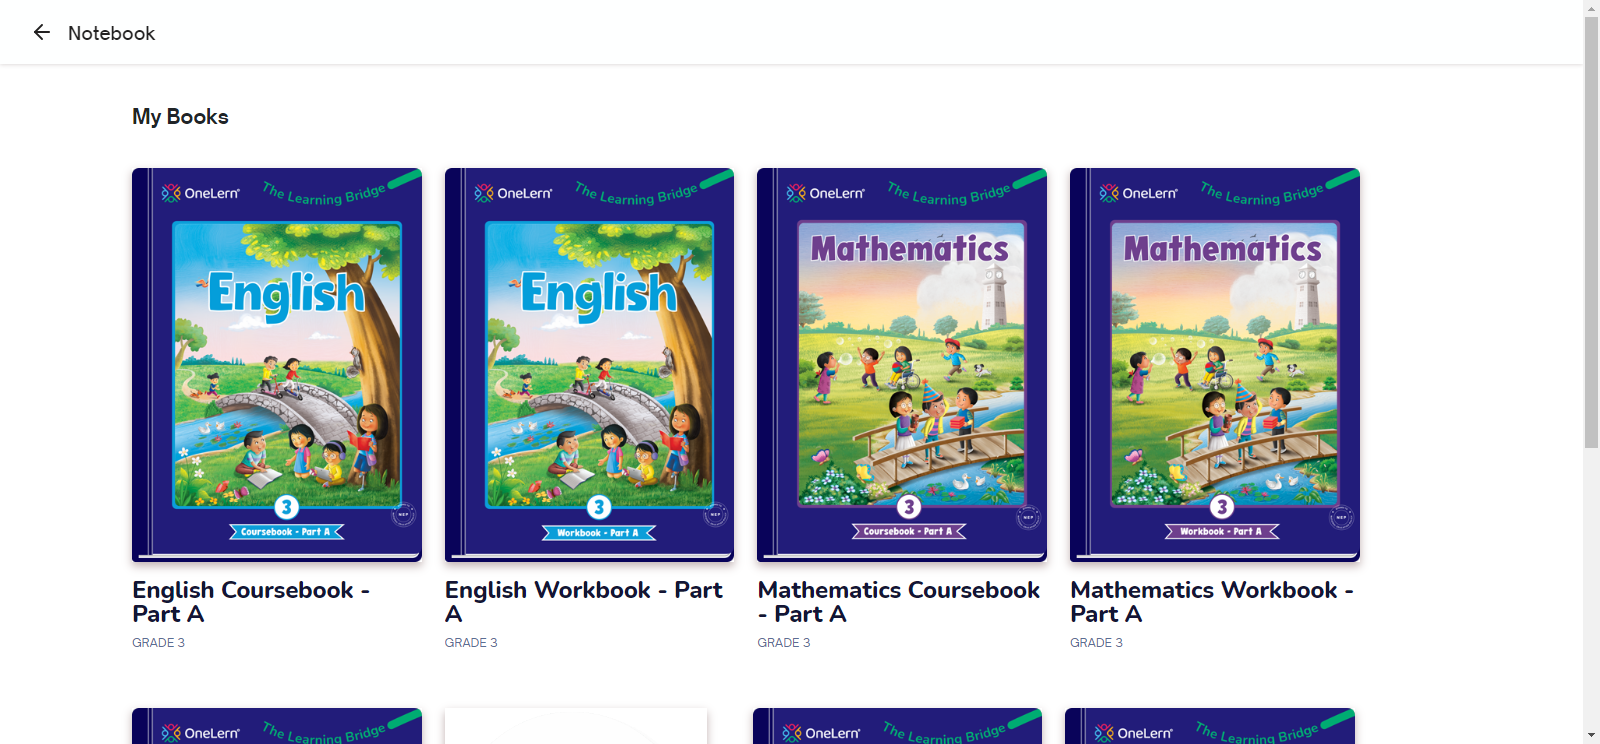 Notebook
My Books
OneLern The Learning Bridge
English
3
Coursebook - Part A
NEP
OneLern The Learning Bridge
English
3
Workbook - Part A
NEP
OneLern The Learning Bridge
Mathematics
3
Coursebook - Part A
NEP
OneLern The Learning Bridge
Mathematics
3
Workbook - Part A
NEP
English Coursebook -
Part A
GRADE 3
English Workbook - Part
A
GRADE 3
Mathematics Coursebook
- Part A
GRADE 3
Mathematics Workbook -
Part A
GRADE 3
OneLern The Learning Bridge
OneLern The Learning Bridge
OneLern The Learning Bridge